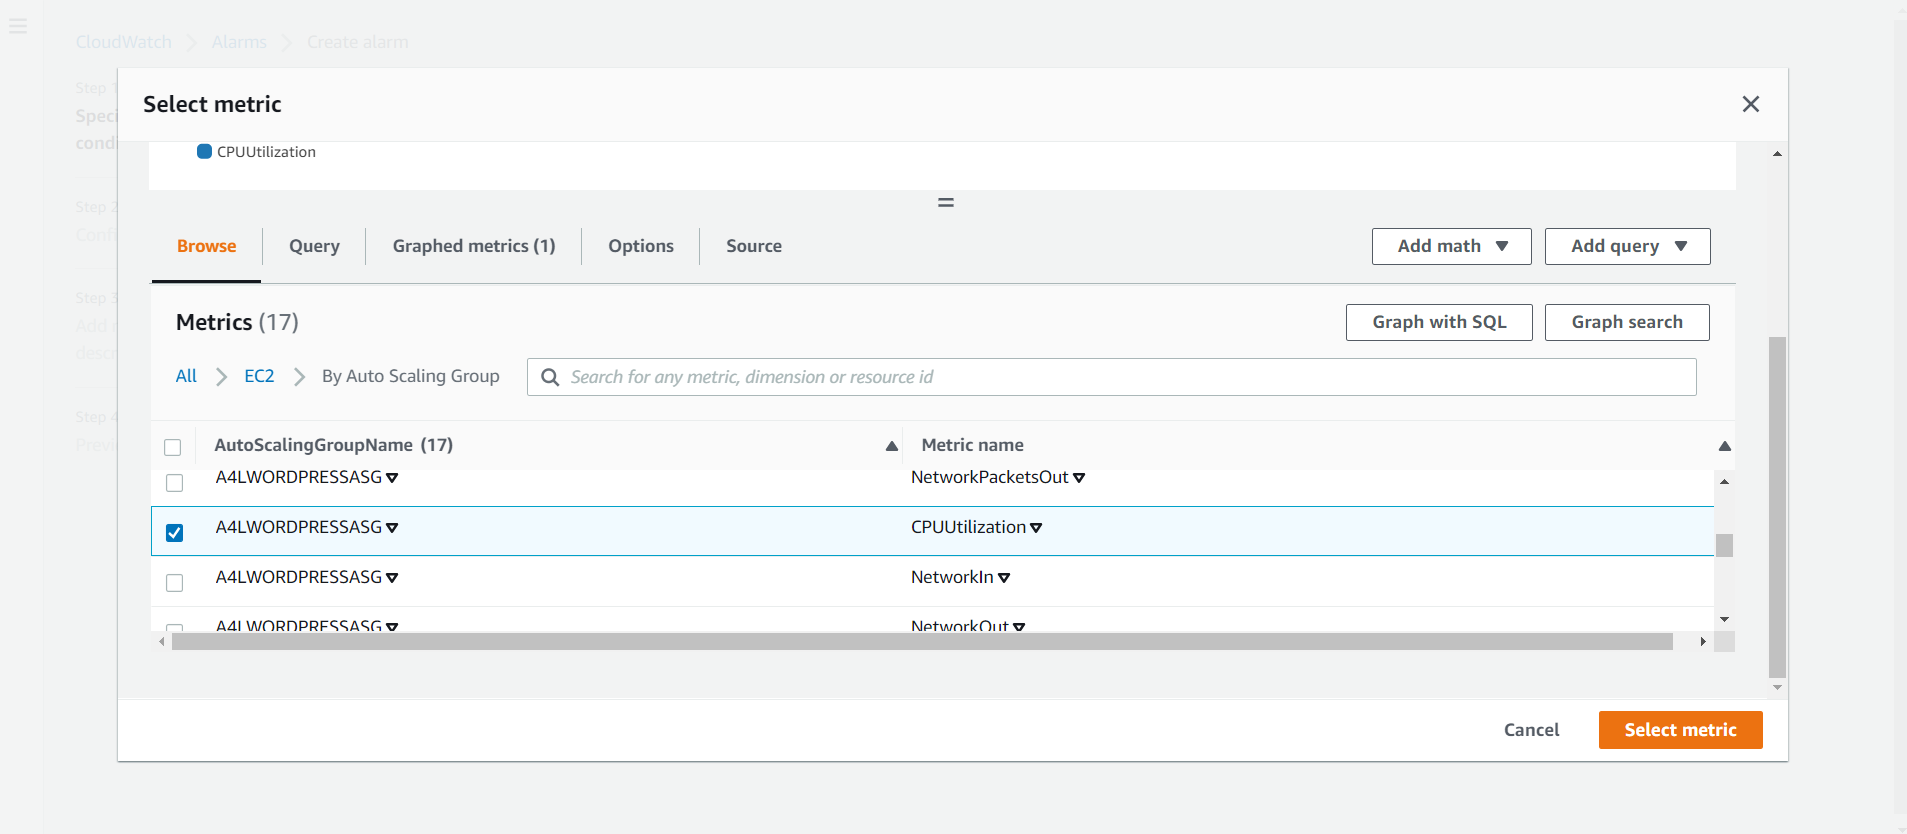 CloudWatch Alarms Create alarm
Step 1
Speci
condi
Step 2
Confi
Step 3
Add
descr
Step 4
Previ
Select metric
CPUUtilization
Browse Query Graphed metrics (1) Options Source Add math Add query
Metrics (17) Graph with SQL Graph search
All EC2 By Auto Scaling Group Search for any metric, dimension or resource id
AutoScalingGroupName (17) Metric name
A4LWORDPRESSASG NetworkPacketsOut
A4LWORDPRESSASG CPUUtilization
A4LWORDPRESSASG NetworkIn
A4LWORDPRESSASG NetworkOut
Cancel Select metric